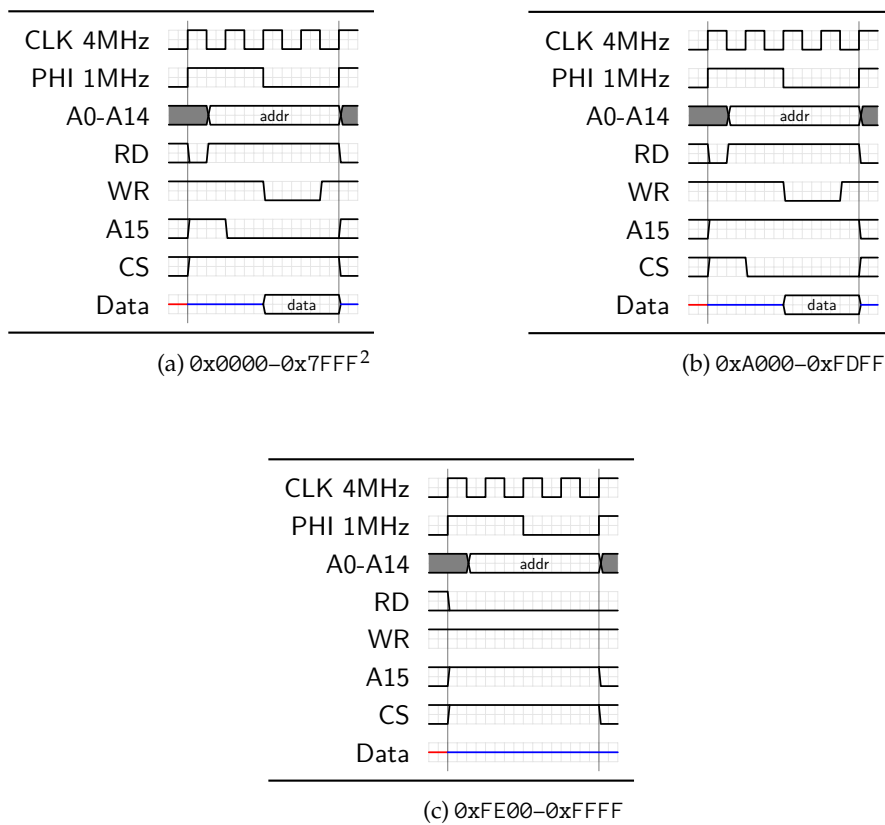 CLK 4MHz
PHI 1MHz
A0-A14 addr
RD
WR
A15
CS
Data data
(a) 0x0000–0x7FFF²
CLK 4MHz
PHI 1MHz
A0-A14 addr
RD
WR
A15
CS
Data data
(b) 0xA000–0xFDFF
CLK 4MHz
PHI 1MHz
A0-A14 addr
RD
WR
A15
CS
Data
(c) 0xFE00–0xFFFF